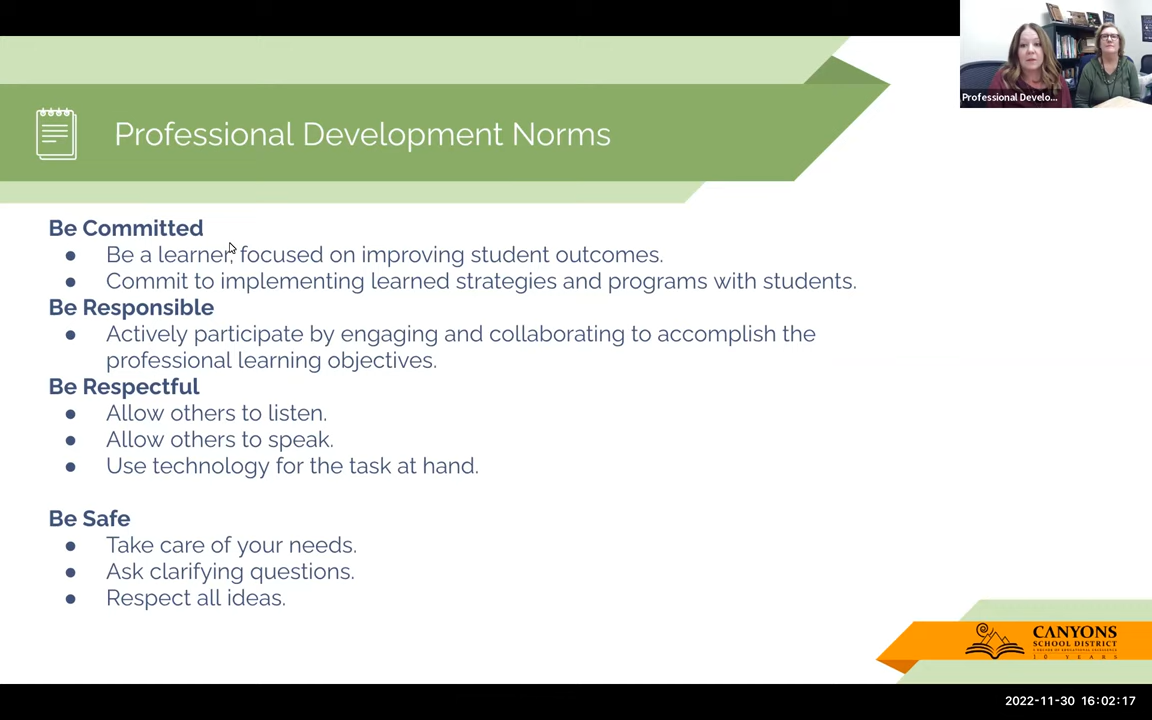 Professional Develo...
Professional Development Norms
Be Committed
● Be a learner, focused on improving student outcomes.
● Commit to implementing learned strategies and programs with students.
Be Responsible
● Actively participate by engaging and collaborating to accomplish the
professional learning objectives.
Be Respectful
● Allow others to listen.
● Allow others to speak.
● Use technology for the task at hand.
Be Safe
● Take care of your needs.
● Ask clarifying questions.
● Respect all ideas.
CANYONS
SCHOOL DISTRICT
10 YEARS
2022-11-30 16:02:17